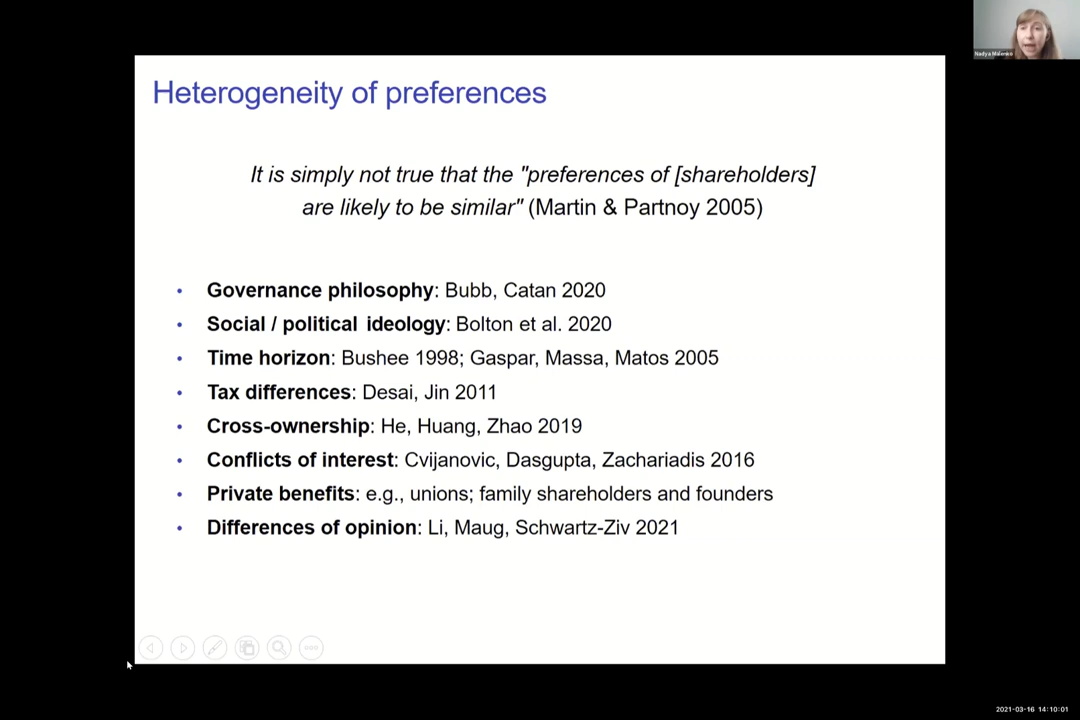 Nadya Malenko
Heterogeneity of preferences
It is simply not true that the "preferences of [shareholders]
are likely to be similar" (Martin & Partnoy 2005)
• Governance philosophy: Bubb, Catan 2020
• Social / political ideology: Bolton et al. 2020
• Time horizon: Bushee 1998; Gaspar, Massa, Matos 2005
• Tax differences: Desai, Jin 2011
• Cross-ownership: He, Huang, Zhao 2019
• Conflicts of interest: Cvijanovic, Dasgupta, Zachariadis 2016
• Private benefits: e.g., unions; family shareholders and founders
• Differences of opinion: Li, Maug, Schwartz-Ziv 2021
2021-03-16 14:10:01